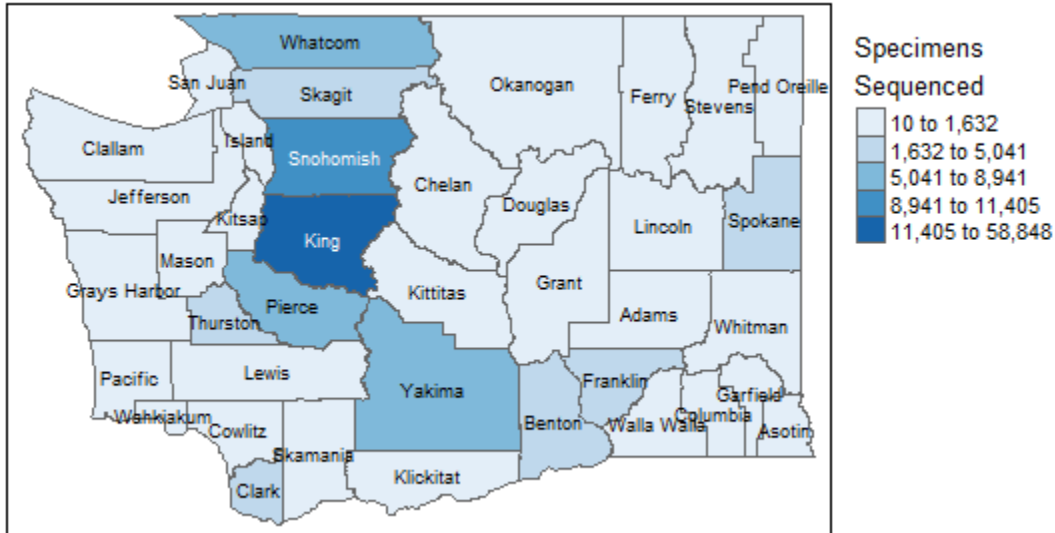 Whatcom
San Juan
Skagit
Okanogan
Ferry
Stevens
Pend Oreille
Clallam
Island
Snohomish
Chelan
Douglas
Jefferson
Kitsap
King
Lincoln
Spokane
Mason
Grays Harbor
Kittitas
Grant
Pierce
Thurston
Adams
Whitman
Pacific
Lewis
Yakima
Franklin
Garfield
Wahkiakum
Cowlitz
Benton
Walla Walla
Columbia
Asotin
Skamania
Klickitat
Clark
Specimens
Sequenced
10 to 1,632
1,632 to 5,041
5,041 to 8,941
8,941 to 11,405
11,405 to 58,848